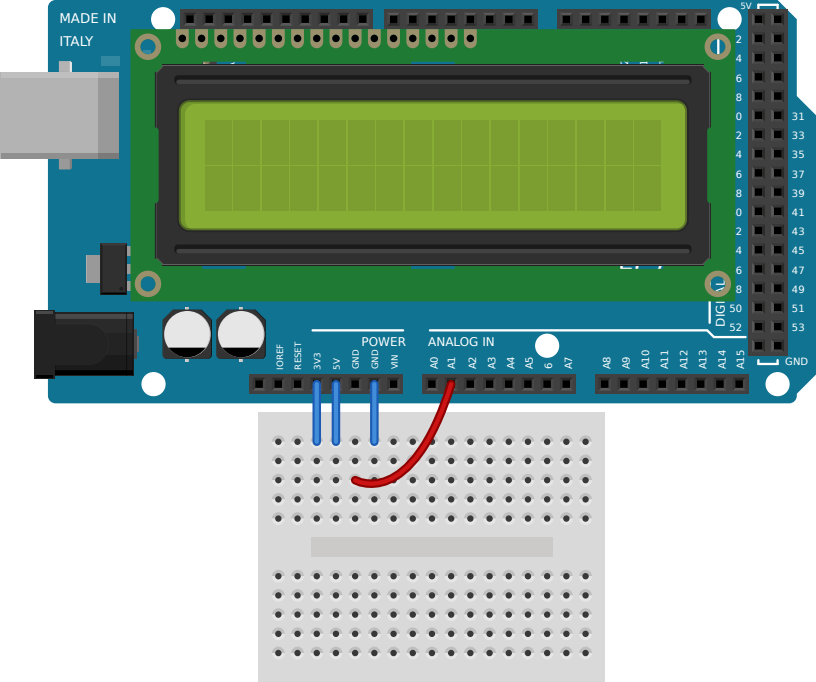 MADE IN
ITALY
5V
2
4
6
8
0 31
2 33
4 35
6 37
8 39
0 41
2 43
4 45
6 47
8 49
50 51
52 53
GND
DIGI AL
POWER
ANALOG IN
IOREF
RESET
3V3
5V
GND
GND
VIN
A0
A1
A2
A3
A4
A5
6
A7
A8
A9
A10
A11
A12
A13
A14
A15